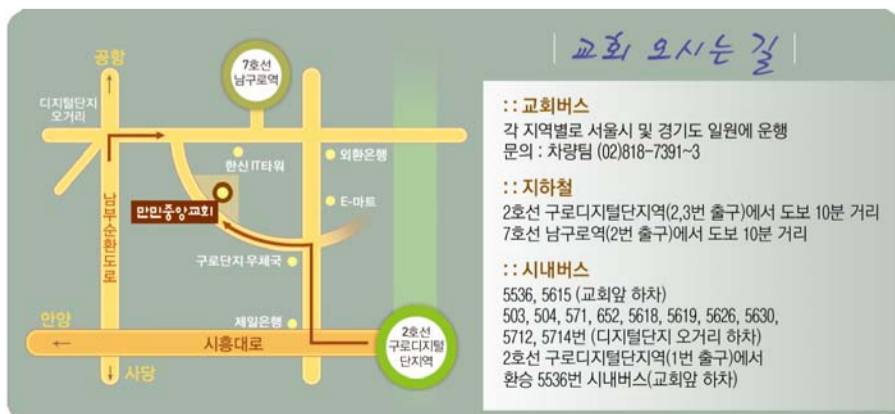 공항
7호선
남구로역
디지털단지
오거리
한신 IT타워
외환은행
E-마트
만민중앙교회
남부순환도로
구로단지 우체국
제일은행
안양
시흥대로
2호선
구로디지털
단지역
사당
교회 오시는 길
::교회버스
각 지역별로 서울시 및 경기도 일원에 운행
문의 : 차량팀 (02)818-7391~3
::지하철
2호선 구로디지털단지역(2,3번 출구)에서 도보 10분 거리
7호선 남구로역(2번 출구)에서 도보 10분 거리
::시내버스
5536, 5615 (교회앞 하차)
503, 504, 571, 652, 5618, 5619, 5626, 5630,
5712, 5714번 (디지털단지 오거리 하차)
2호선 구로디지털단지역(1번 출구)에서
환승 5536번 시내버스(교회앞 하차)